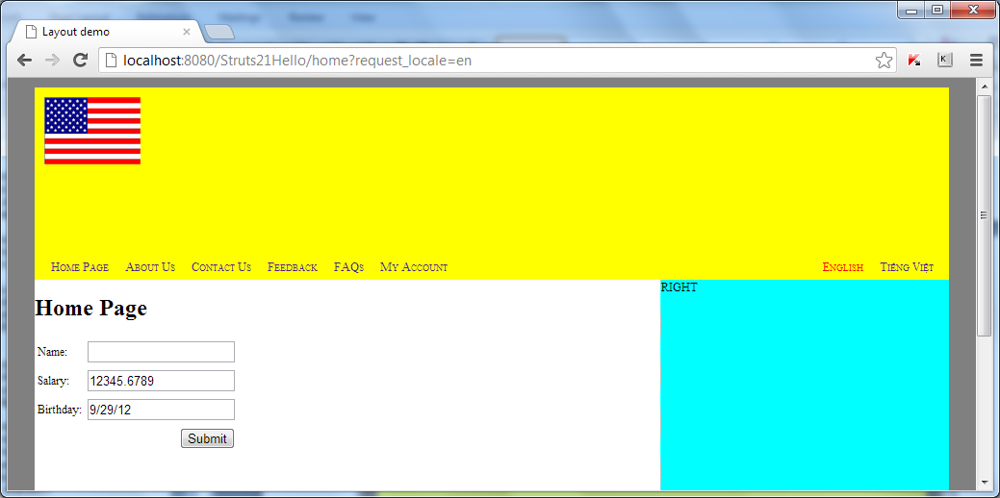 Layout demo
localhost:8080/Struts21Hello/home?request_locale=en
K
Home Page About Us Contact Us Feedback FAQs My Account English Tiếng Việt
RIGHT
Home Page
Name:
Salary: 12345.6789
Birthday: 9/29/12
Submit